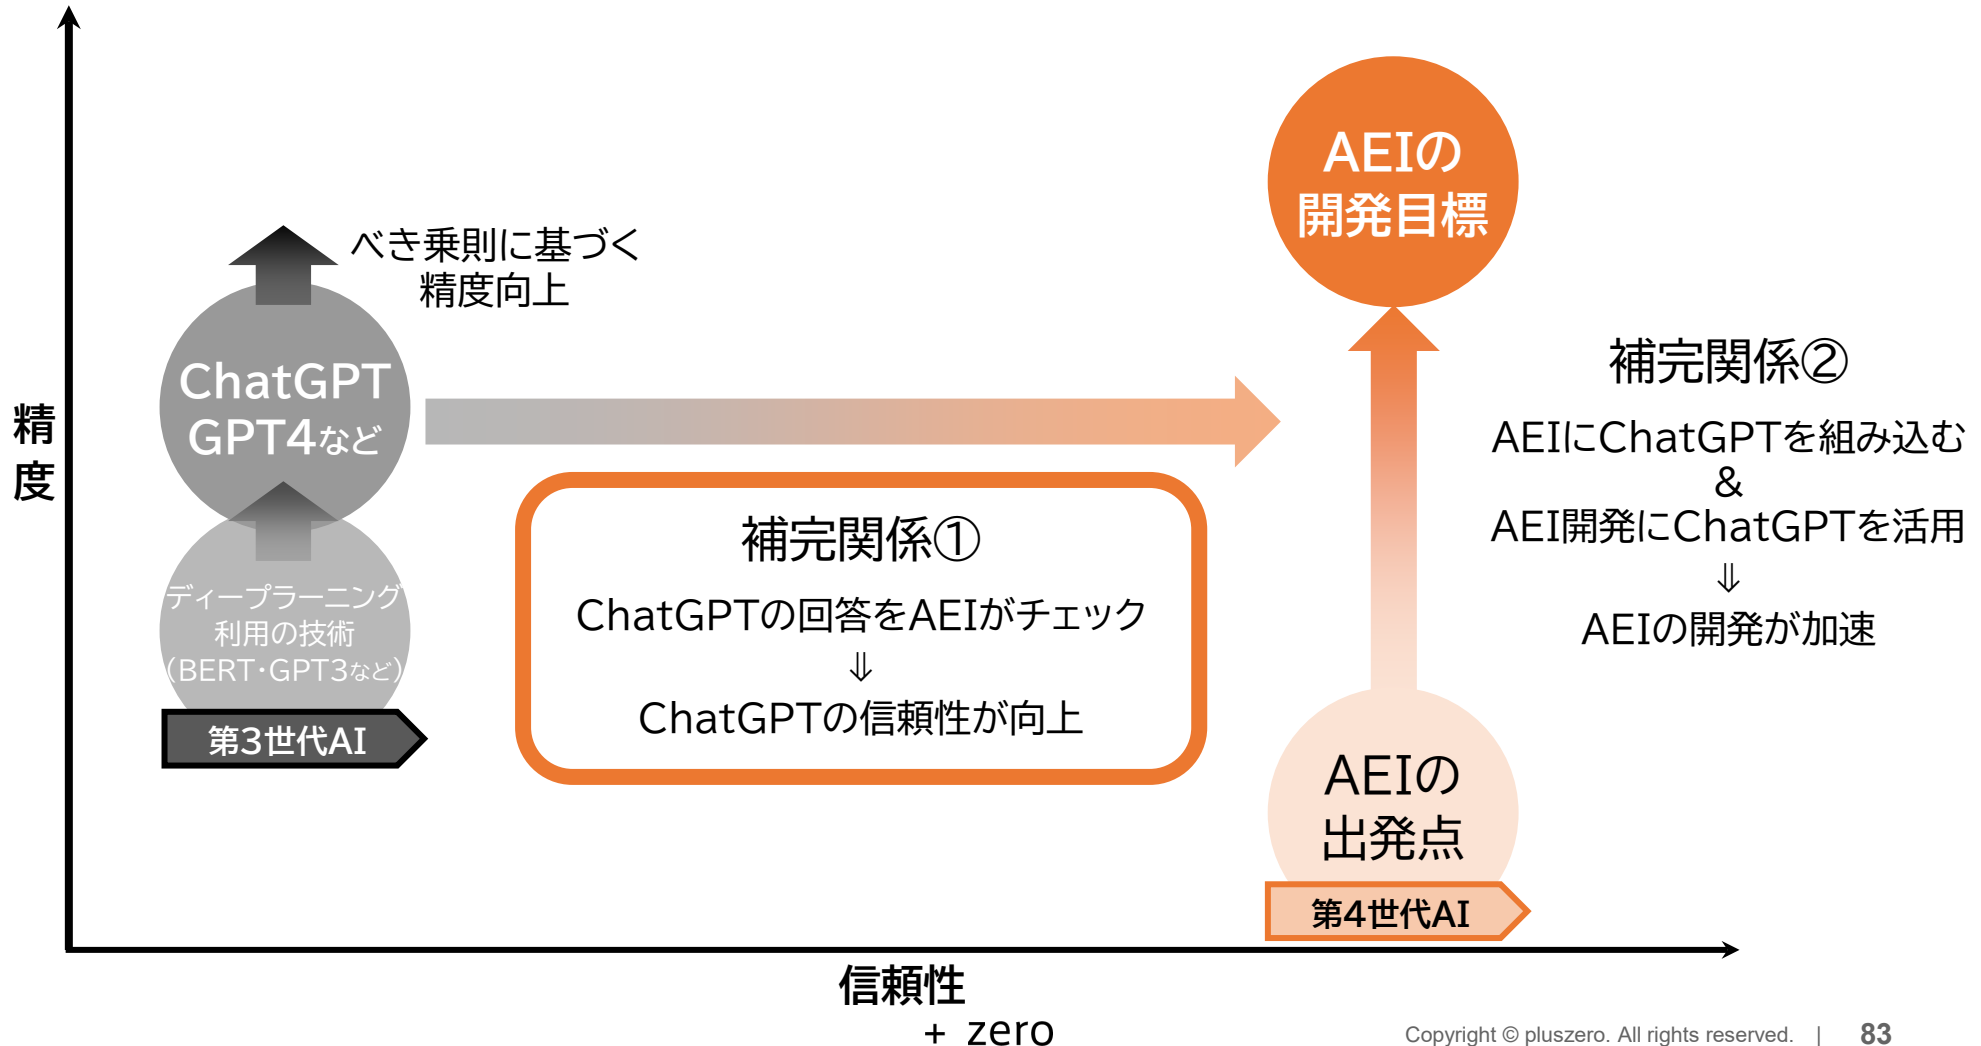 精
度
べき乗則に基づく
精度向上
ChatGPT
GPT4など
ディープラーニング
利用の技術
(BERT・GPT3など)
第3世代AI
補完関係①
ChatGPTの回答をAEIがチェック
⇓
ChatGPTの信頼性が向上
AEIの
開発目標
補完関係②
AEIにChatGPTを組み込む
&
AEI開発にChatGPTを活用
⇓
AEIの開発が加速
AEIの
出発点
第4世代AI
信頼性
+ zero
Copyright © pluszero. All rights reserved. | 83